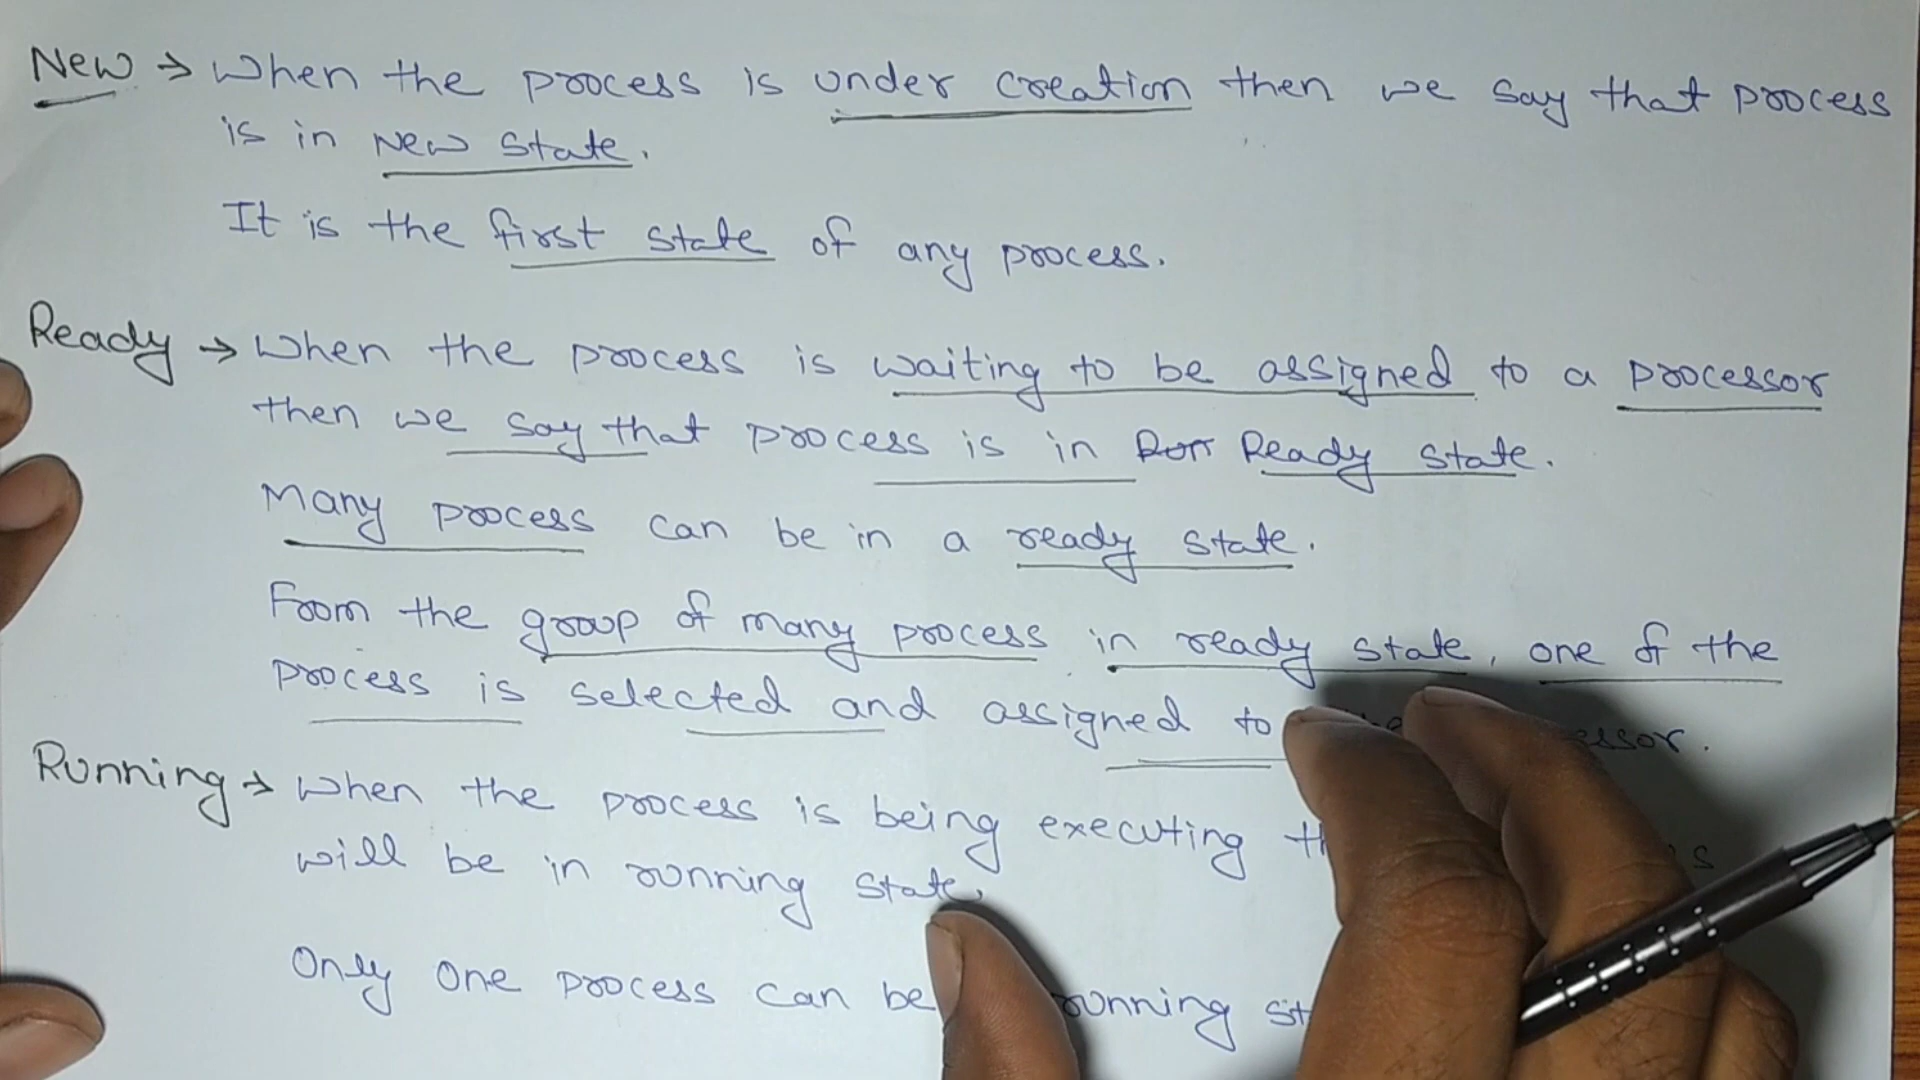 New → When the process is under creation then we say that process
is in New state.
It is the first state of any process.
Ready → When the process is waiting to be assigned to a processor
then we say that process is in Run Ready state.
Many process can be in a ready state.
From the group of many process in ready state, one of the
process is selected and assigned to
Running → When the process is being executing
will be in running state.
Only one process can be running